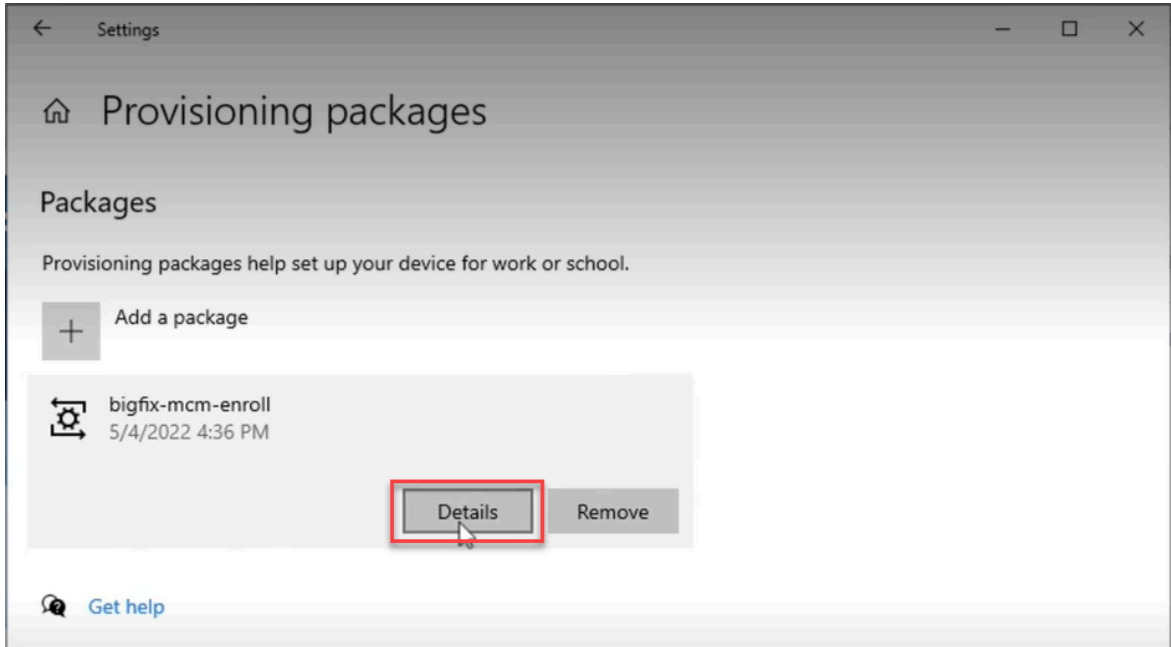 Settings
Provisioning packages
Packages
Provisioning packages help set up your device for work or school.
Add a package
bigfix-mcm-enroll
5/4/2022 4:36 PM
Details Remove
Get help